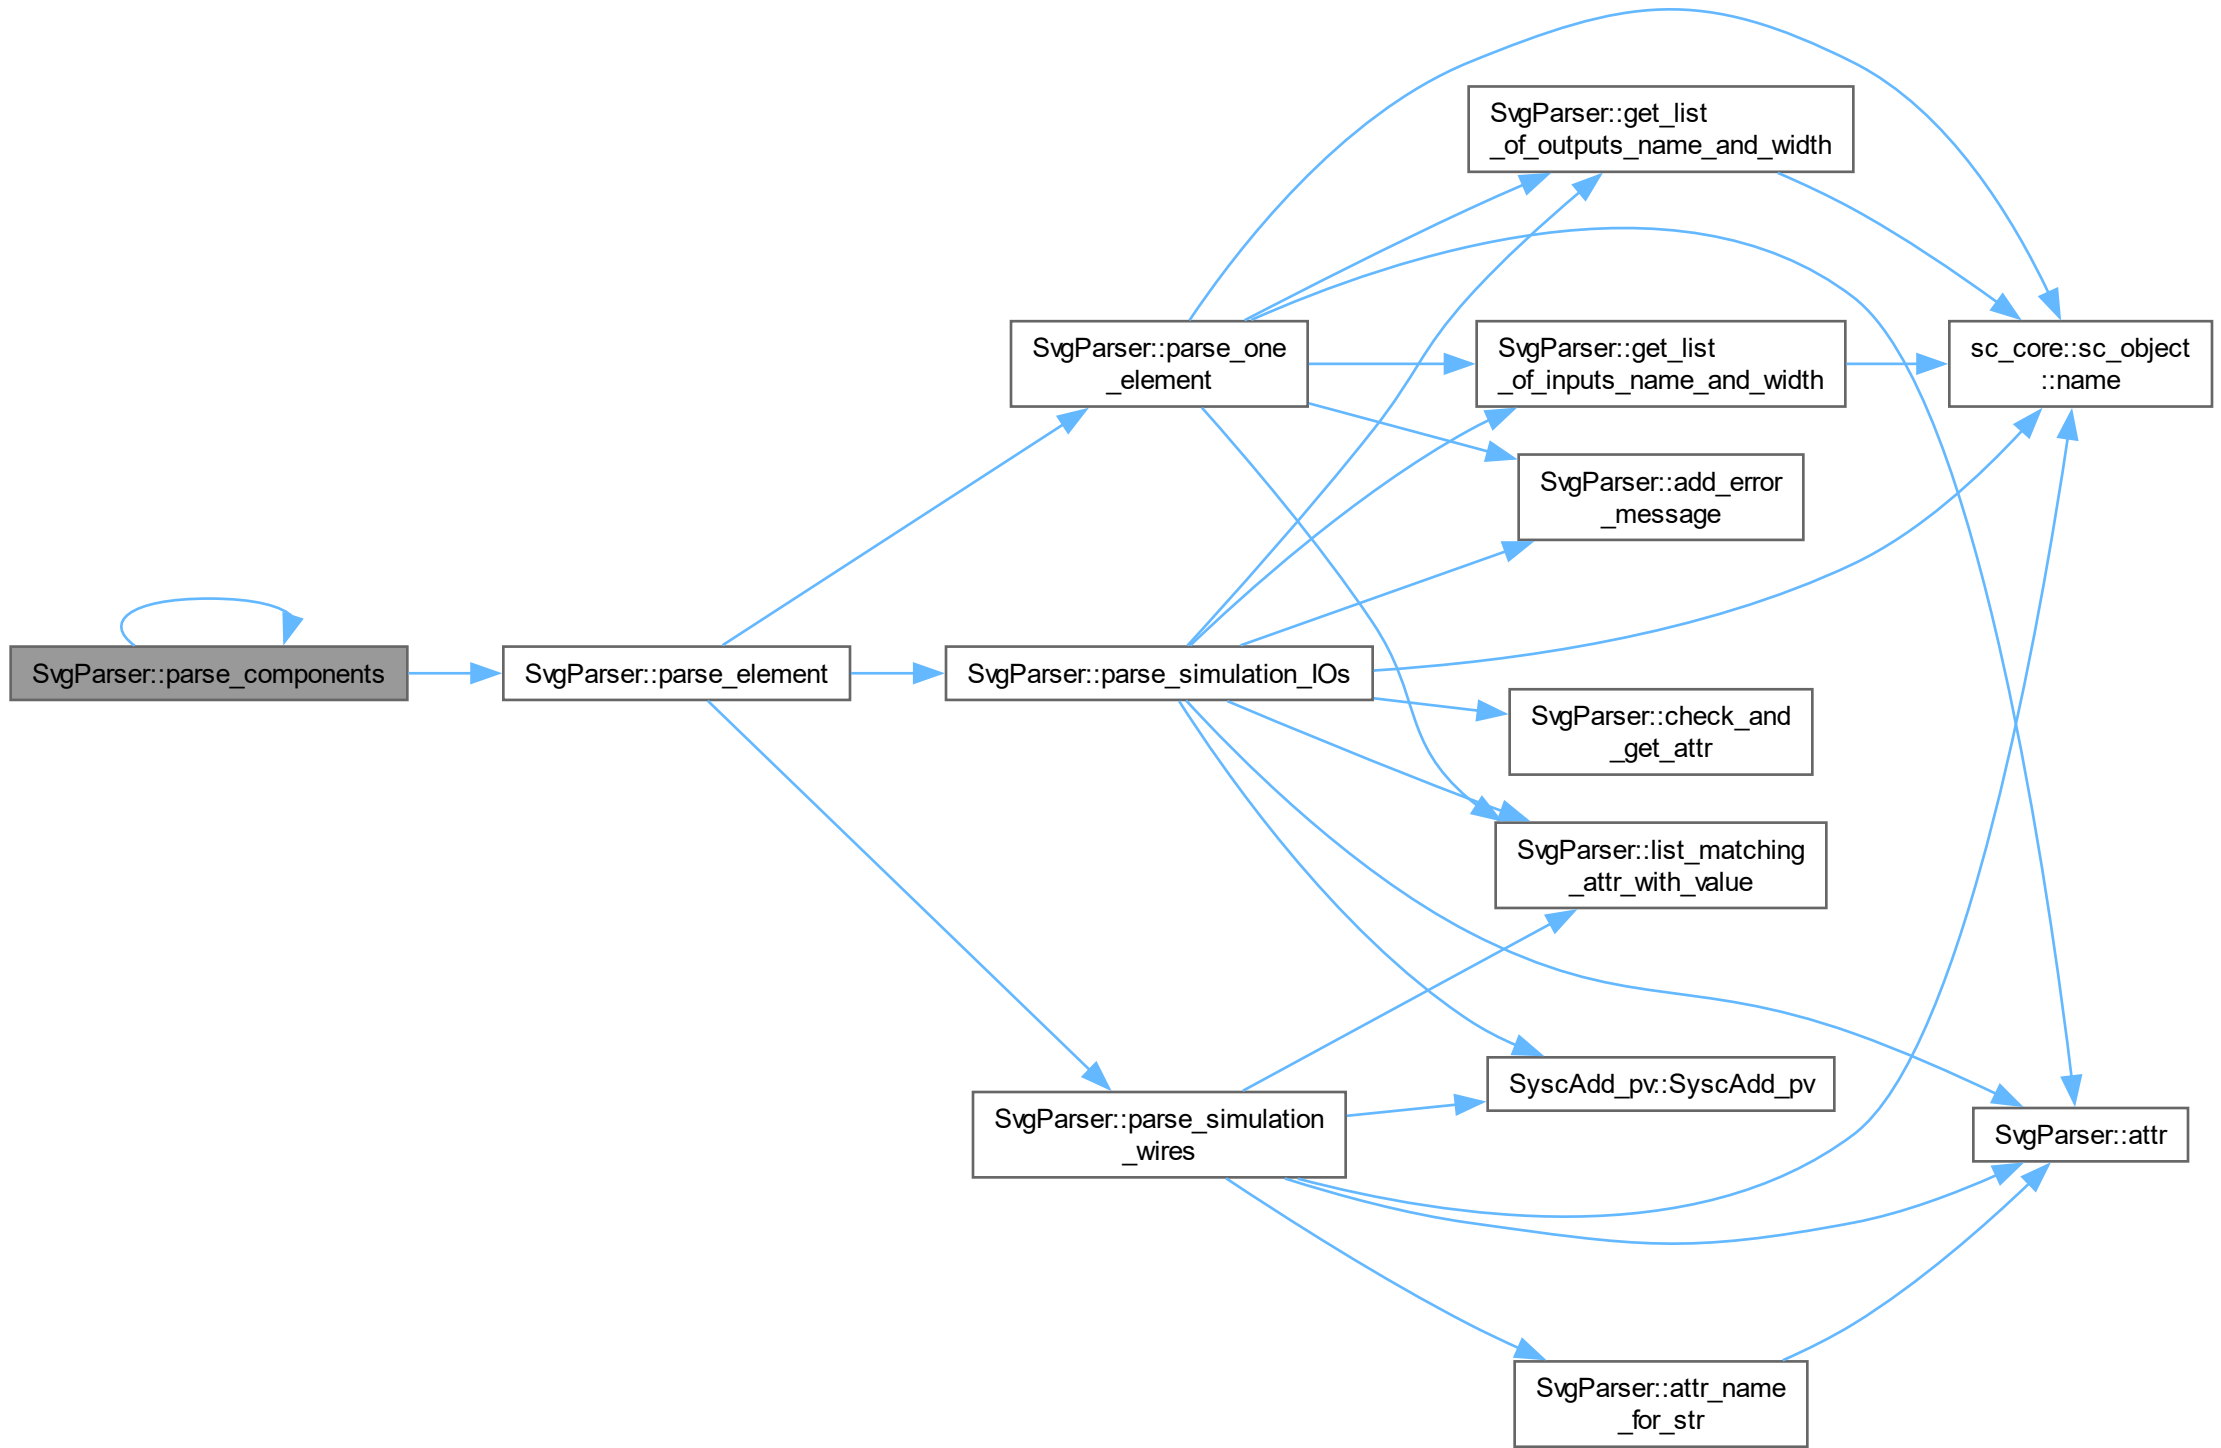 SvgParser::parse_components
SvgParser::parse_element
SvgParser::parse_one
_element
SvgParser::parse_simulation_IOs
SvgParser::parse_simulation
_wires
SvgParser::get_list
_of_outputs_name_and_width
SvgParser::get_list
_of_inputs_name_and_width
SvgParser::add_error
_message
SvgParser::check_and
_get_attr
SvgParser::list_matching
_attr_with_value
SyscAdd_pv::SyscAdd_pv
SvgParser::attr_name
_for_str
sc_core::sc_object
::name
SvgParser::attr